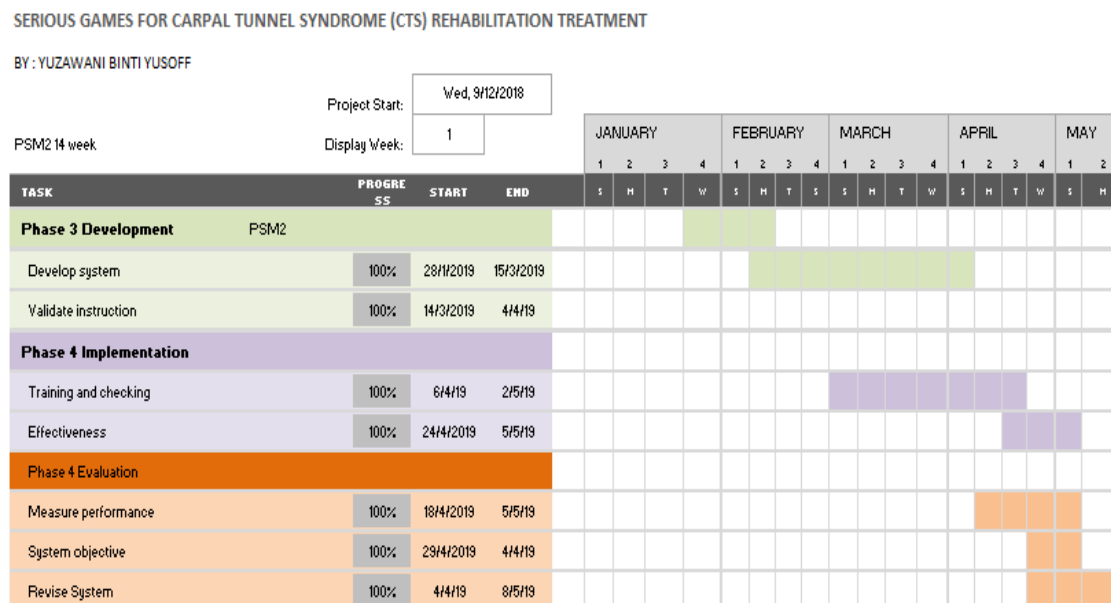 SERIOUS GAMES FOR CARPAL TUNNEL SYNDROME (CTS) REHABILITATION TREATMENT
BY : YUZAWANI BINTI YUSOFF
Project Start: Wed, 9/12/2018
PSM2 14 week Display Week: 1
JANUARY FEBRUARY MARCH APRIL MAY
1 2 3 4 1 2 3 4 1 2 3 4 1 2 3 4 1 2
TASK PROGRE SS START END S M T W S M T S S M T W S M T W S M
Phase 3 Development PSM2
Develop system 100% 28/1/2019 15/3/2019
Validate instruction 100% 14/3/2019 4/4/19
Phase 4 Implementation
Training and checking 100% 6/4/19 2/5/19
Effectiveness 100% 24/4/2019 5/5/19
Phase 4 Evaluation
Measure performance 100% 18/4/2019 5/5/19
System objective 100% 29/4/2019 4/4/19
Revise System 100% 4/4/19 8/5/19